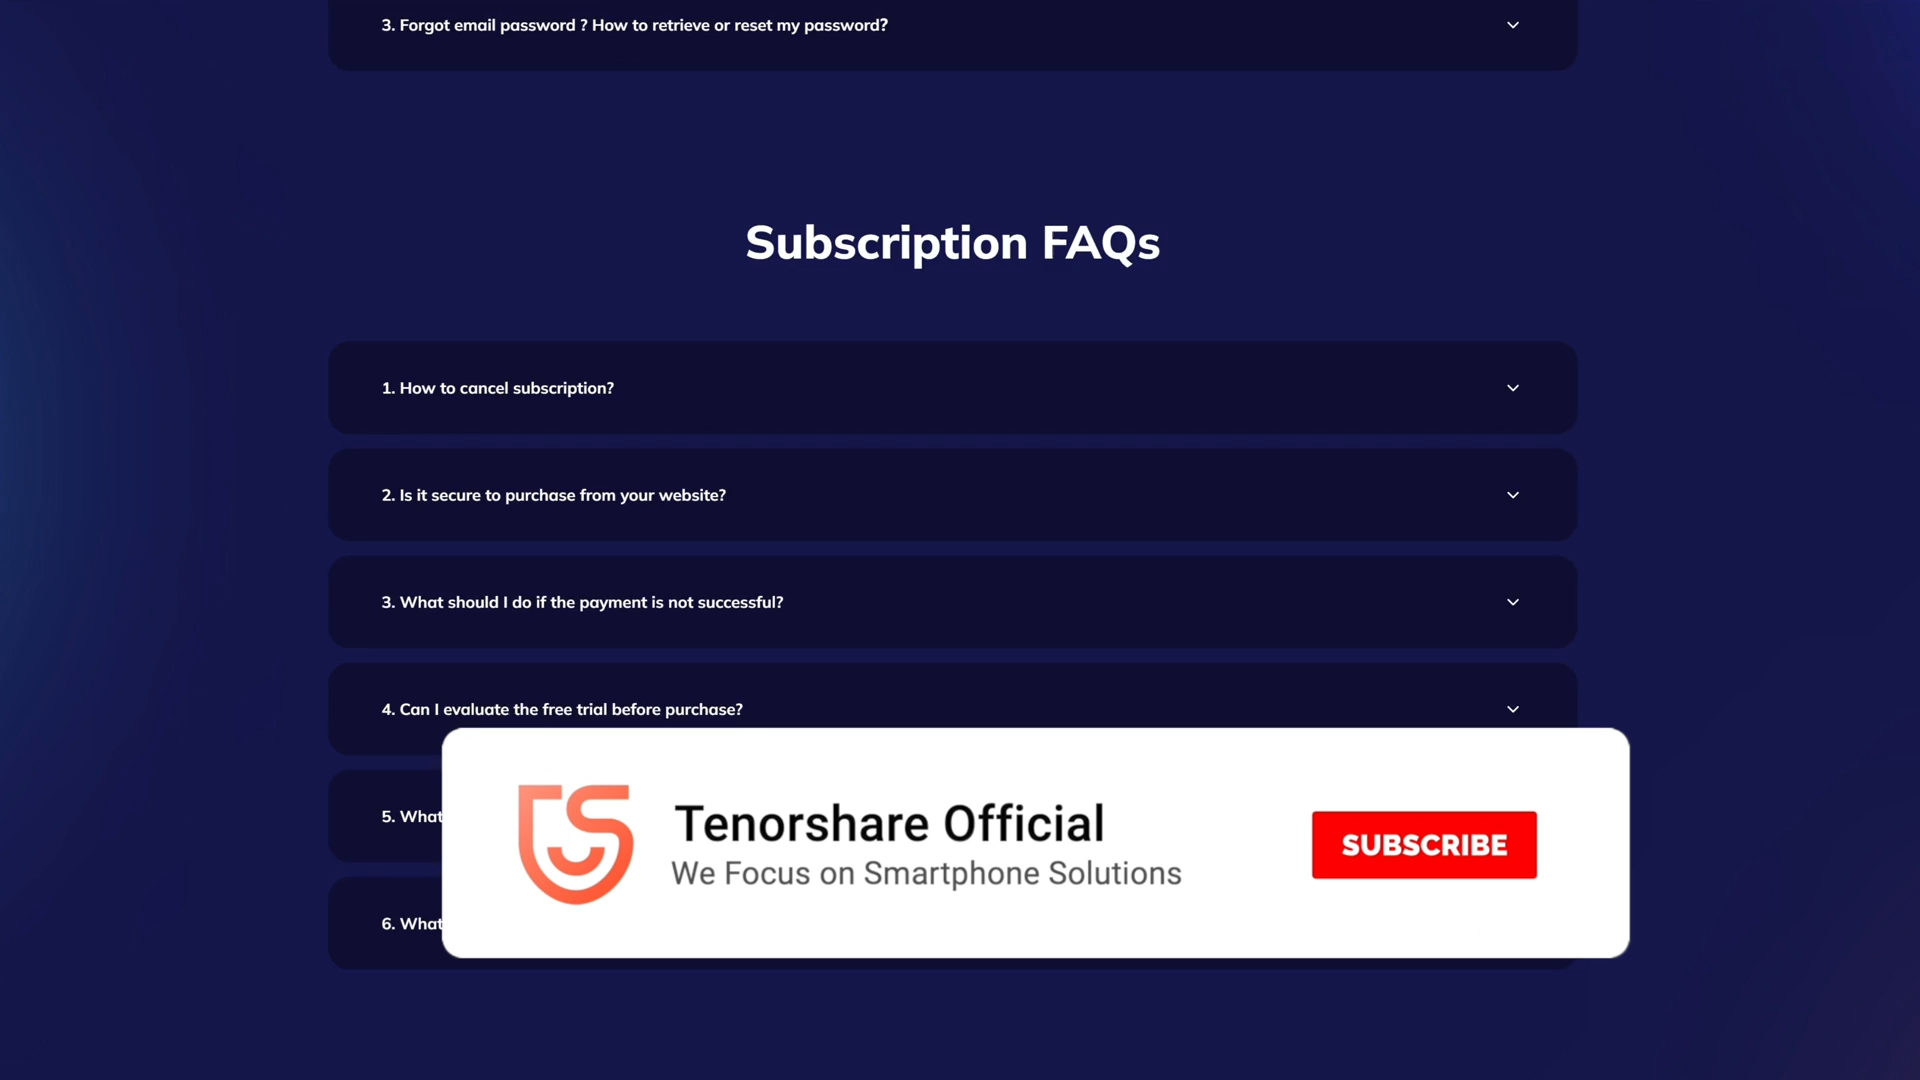 3. Forgot email password ? How to retrieve or reset my password?
Subscription FAQs
1. How to cancel subscription?
2. Is it secure to purchase from your website?
3. What should I do if the payment is not successful?
4. Can I evaluate the free trial before purchase?
5. What
6. What
Tenorshare Official
We Focus on Smartphone Solutions
SUBSCRIBE